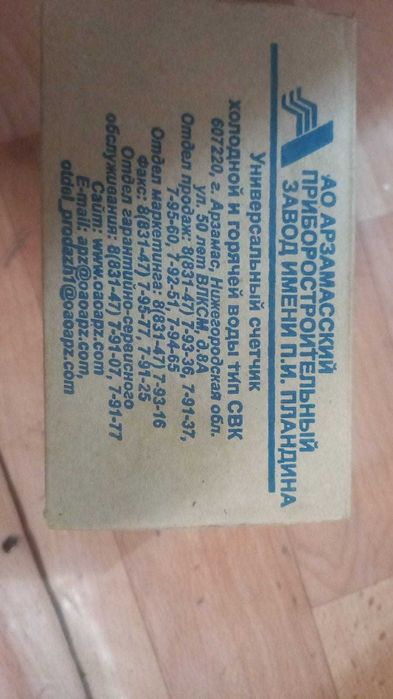 АО АРЗАМАССКИЙ
ПРИБОРОСТРОИТЕЛЬНЫЙ
ЗАВОД ИМЕНИ П.И. ПЛАНДИНА
Универсальный счетчик
холодной и горячей воды тип СВК
607220, г. Арзамас, Нижегородская обл.
ул. 50 лет ВЛКСМ, д.8А
Отдел продаж: 8(831-47) 7-93-36, 7-91-37,
7-95-60, 7-92-51, 7-94-65
Отдел маркетинга: 8(831-47) 7-93-16
Факс: 8(831-47) 7-95-77, 7-91-25
Отдел гарантийно-сервисного
обслуживания: 8(831-47) 7-91-07, 7-91-77
Сайт: www.oaoapz.com
E-mail: apz@oaoapz.com,
otdel_prodazh@oaoapz.com